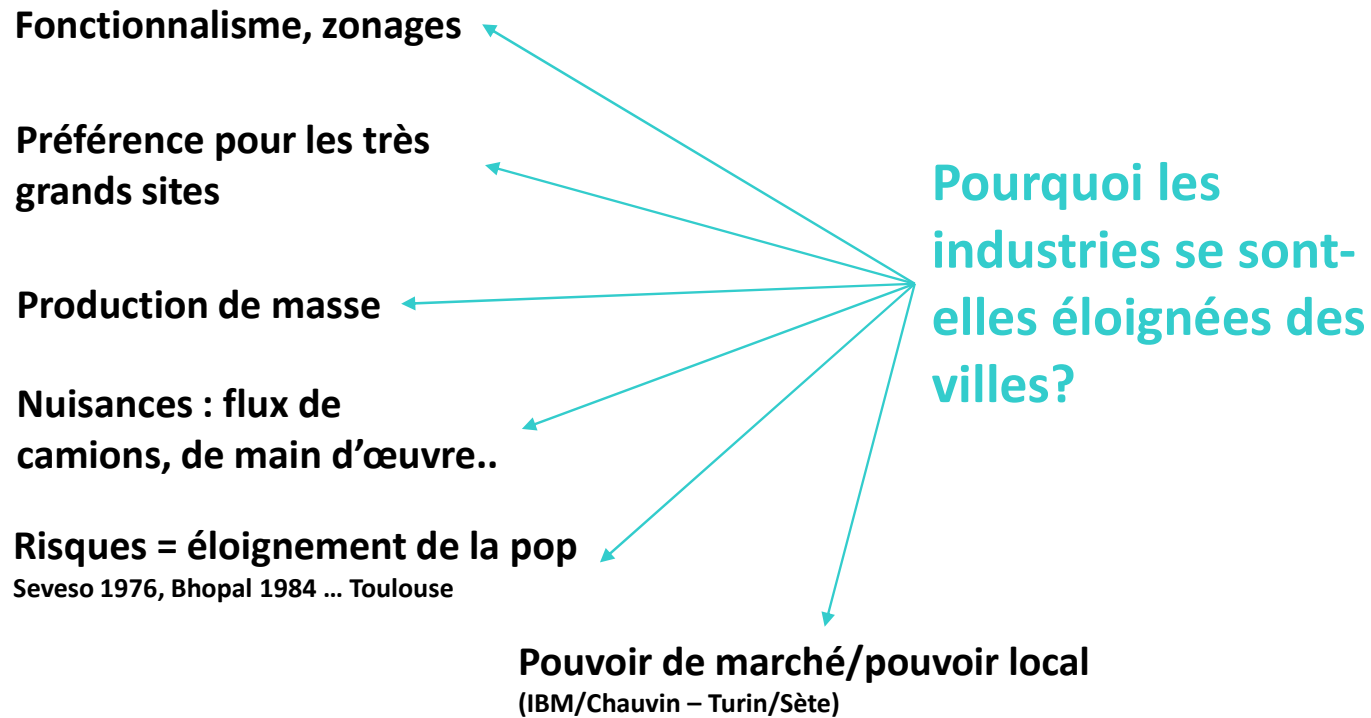 Fonctionnalisme, zonages
Préférence pour les très
grands sites
Production de masse
Nuisances : flux de
camions, de main d’œuvre..
Risques = éloignement de la pop
Seveso 1976, Bhopal 1984 … Toulouse
Pouvoir de marché/pouvoir local
(IBM/Chauvin – Turin/Sète)
Pourquoi les
industries se sont-
elles éloignées des
villes?